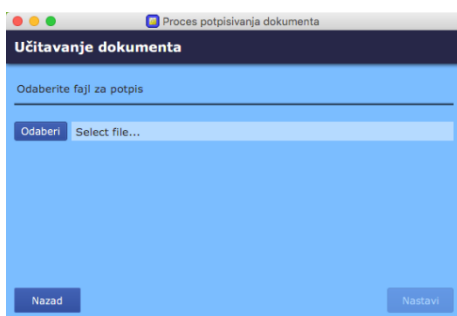 Proces potpisivanja dokumenta
Učitavanje dokumenta
Odaberite fajl za potpis
Odaberi Select file...
Nazad Nastavi